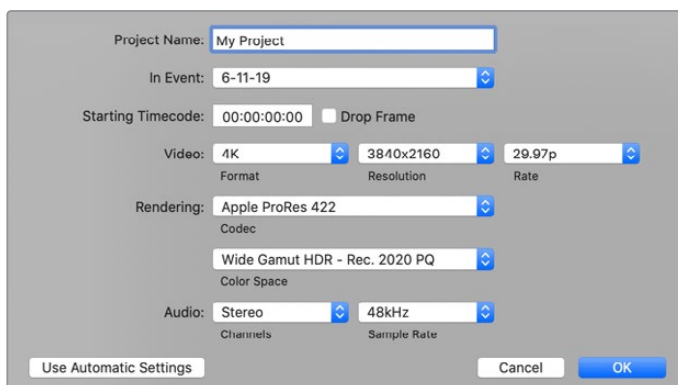 Project Name: My Project
In Event: 6-11-19
Starting Timecode: 00:00:00:00 Drop Frame
Video: 4K 3840x2160 29.97p
Format Resolution Rate
Rendering: Apple ProRes 422
Codec
Wide Gamut HDR - Rec. 2020 PQ
Color Space
Audio: Stereo 48kHz
Channels Sample Rate
Use Automatic Settings Cancel OK